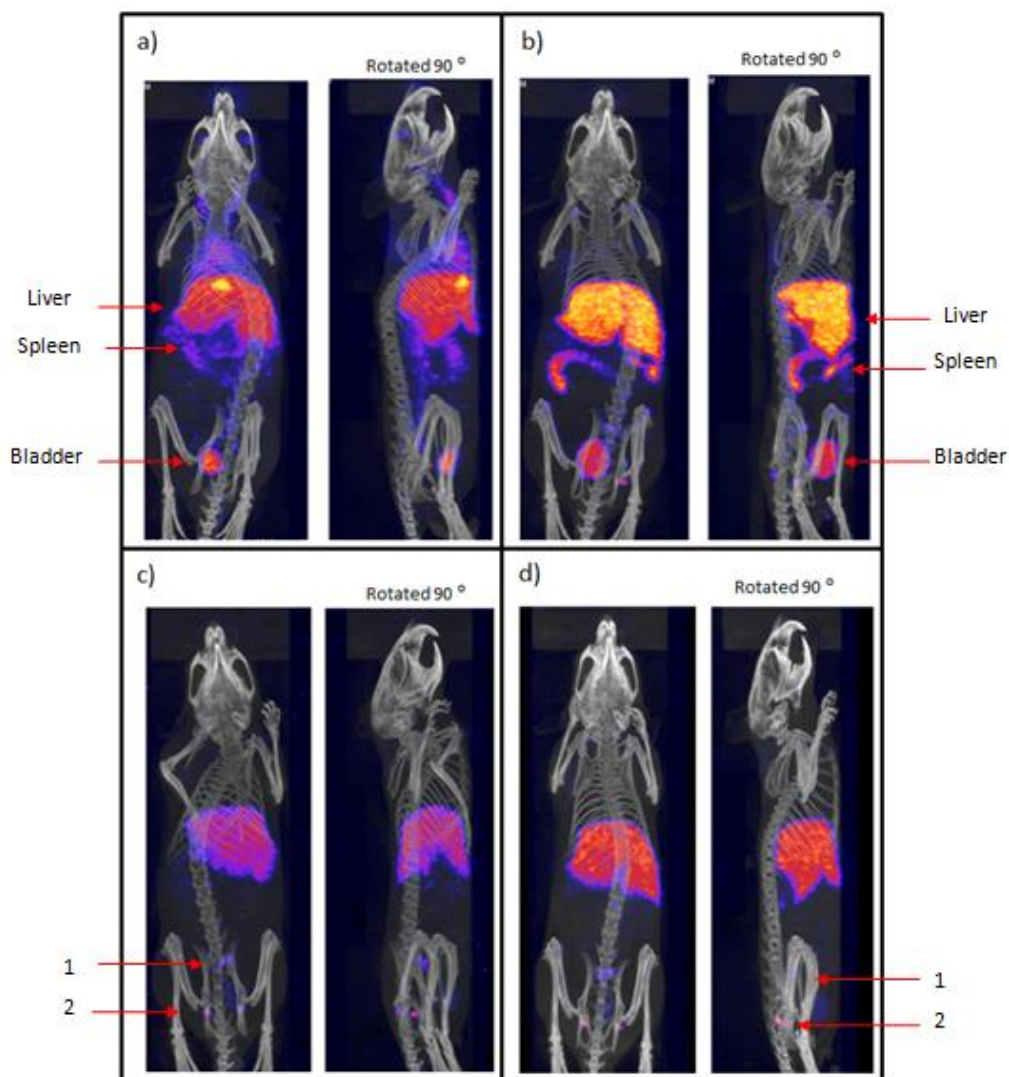 a)
Rotated 90 °
b)
Rotated 90 °
Liver
Spleen
Bladder
Liver
Spleen
Bladder
c)
Rotated 90 °
d)
Rotated 90 °
1
2
1
2